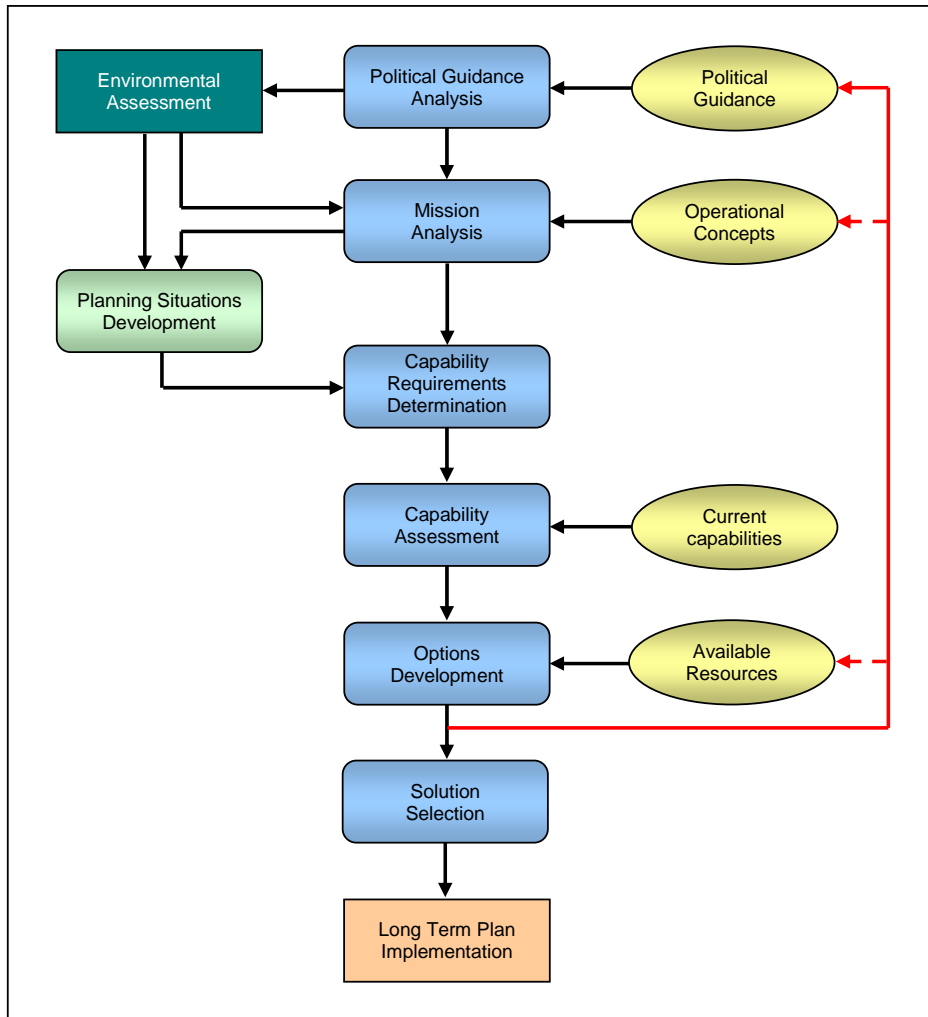 Environmental
Assessment
Political Guidance
Analysis
Political
Guidance
Mission
Analysis
Operational
Concepts
Planning Situations
Development
Capability
Requirements
Determination
Capability
Assessment
Current
capabilities
Options
Development
Available
Resources
Solution
Selection
Long Term Plan
Implementation